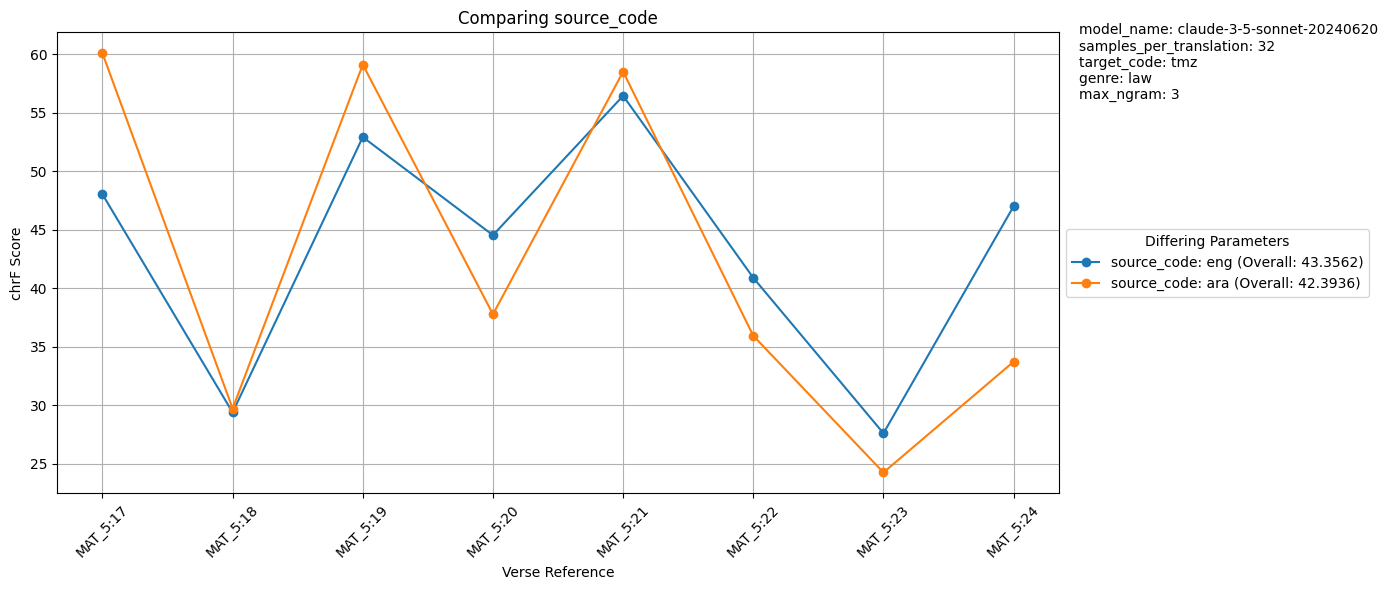 Comparing source_code
model_name: claude-3-5-sonnet-20240620
samples_per_translation: 32
target_code: tmz
genre: law
max_ngram: 3
chrF Score
60
55
50
45
40
35
30
25
Differing Parameters
source_code: eng (Overall: 43.3562)
source_code: ara (Overall: 42.3936)
MAT_5:17
MAT_5:18
MAT_5:19
MAT_5:20
MAT_5:21
MAT_5:22
MAT_5:23
MAT_5:24
Verse Reference